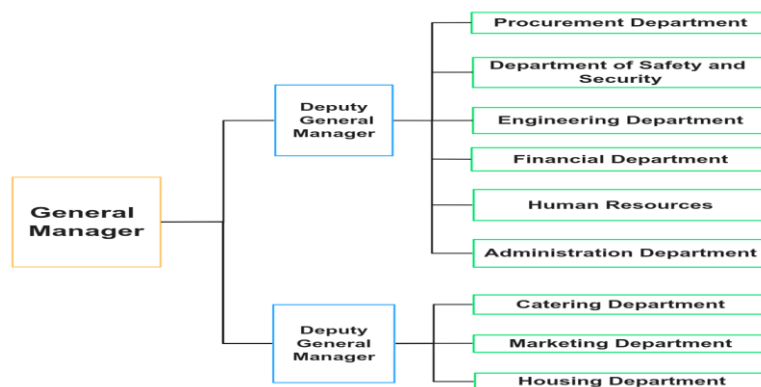 General
Manager
Deputy
General
Manager
Procurement Department
Department of Safety and
Security
Engineering Department
Financial Department
Human Resources
Administration Department
Deputy
General
Manager
Catering Department
Marketing Department
Housing Department